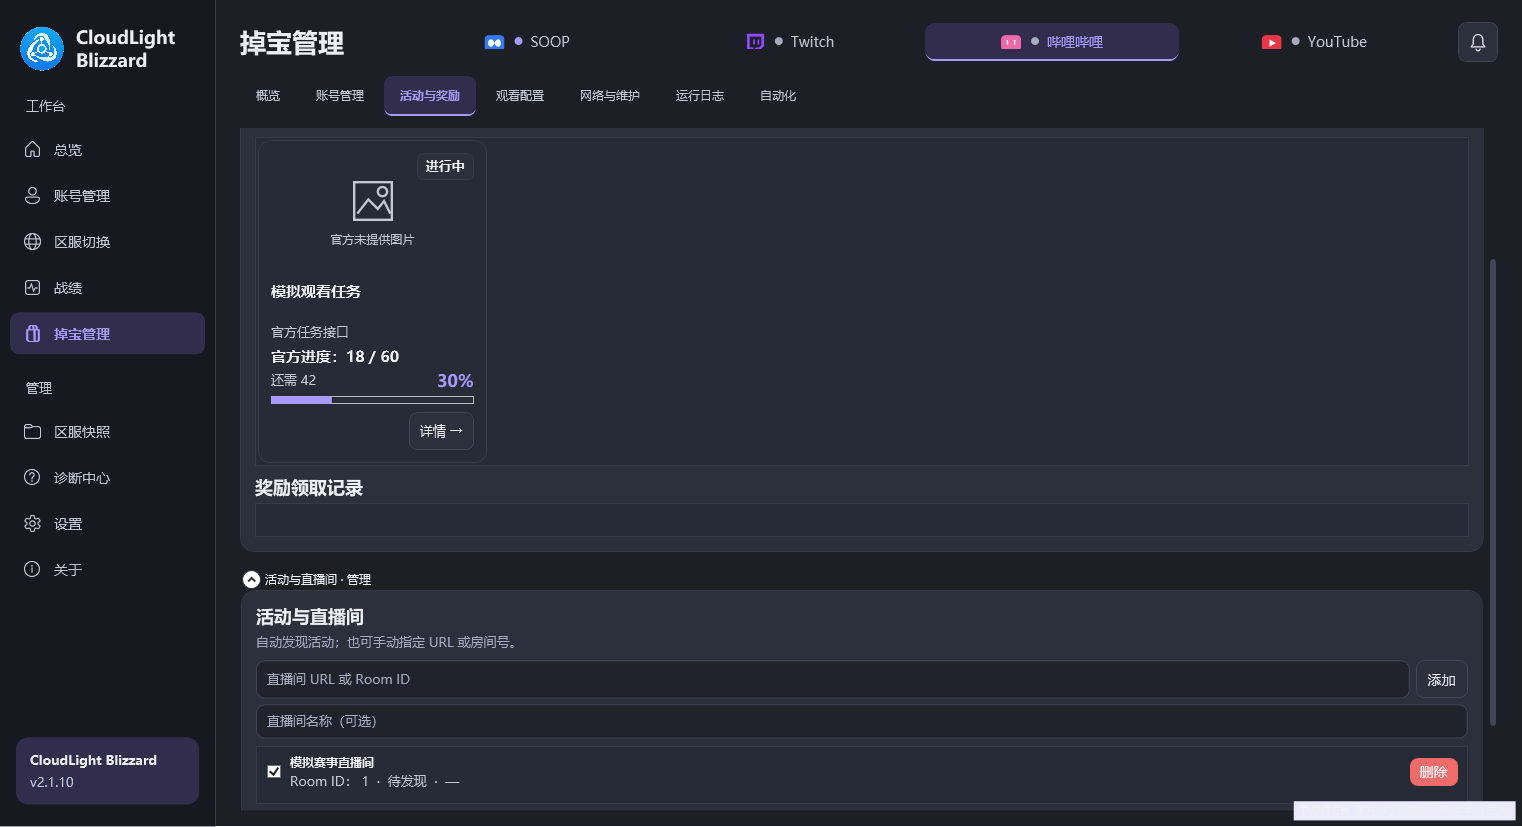 CloudLight
Blizzard
工作台
总览
账号管理
区服切换
战绩
掉宝管理
管理
区服快照
诊断中心
设置
关于
CloudLight Blizzard
v2.1.10
掉宝管理
SOOP
Twitch
哔哩哔哩
YouTube
概览
账号管理
活动与奖励
观看配置
网络与维护
运行日志
自动化
进行中
官方未提供图片
模拟观看任务
官方任务接口
官方进度：18 / 60
还需 42
30%
详情 →
奖励领取记录
活动与直播间 · 管理
活动与直播间
自动发现活动；也可手动指定 URL 或房间号。
直播间 URL 或 Room ID
添加
直播间名称（可选）
模拟赛事直播间
Room ID： 1 · 待发现 · —
删除